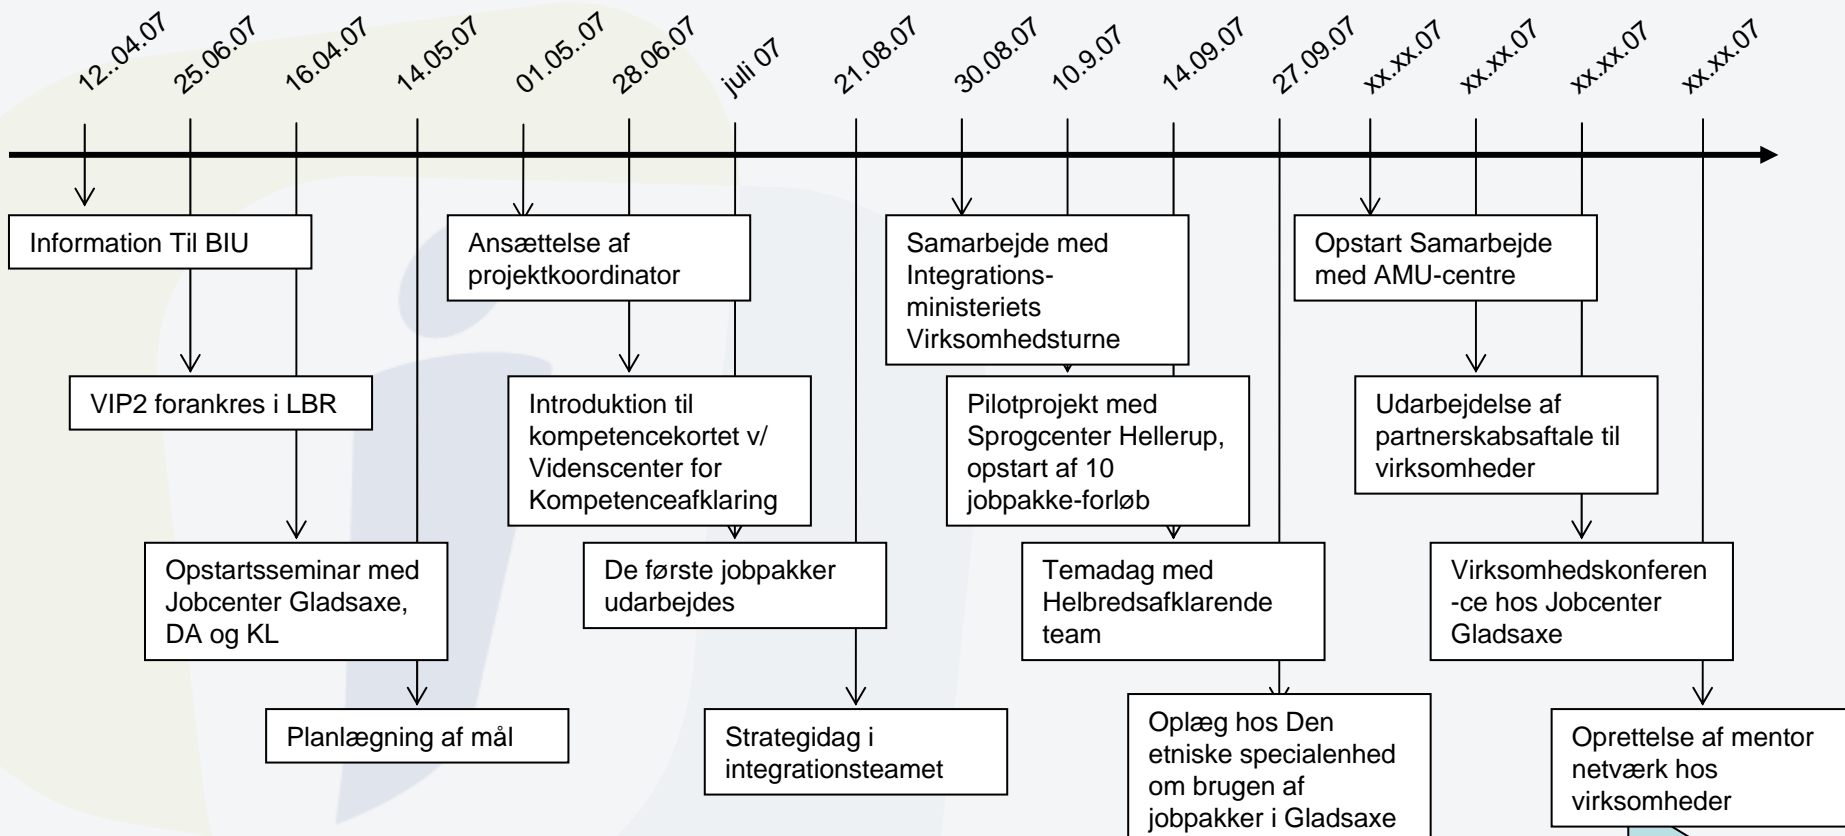 12..04.07
25.06.07
16.04.07
14.05.07
01.05..07
28.06.07
juli 07
21.08.07
30.08.07
10.9.07
14.09.07
27.09.07
xx.xx.07
xx.xx.07
xx.xx.07
xx.xx.07
Information Til BIU
VIP2 forankres i LBR
Opstartsseminar med
Jobcenter Gladsaxe,
DA og KL
Planlægning af mål
Ansættelse af
projektkoordinator
Introduktion til
kompetencekortet v/
Videnscenter for
Kompetenceafklaring
De første jobpakker
udarbejdes
Strategidag i
integrationsteamet
Samarbejde med
Integrations-
ministeriets
Virksomhedsturne
Pilotprojekt med
Sprogcenter Hellerup,
opstart af 10
jobpakke-forløb
Temadag med
Helbredsafklarende
team
Oplæg hos Den
etniske specialenhed
om brugen af
jobpakker i Gladsaxe
Opstart Samarbejde
med AMU-centre
Udarbejdelse af
partnerskabsaftale til
virksomheder
Virksomhedskonferen
-ce hos Jobcenter
Gladsaxe
Oprettelse af mentor
netværk hos
virksomheder